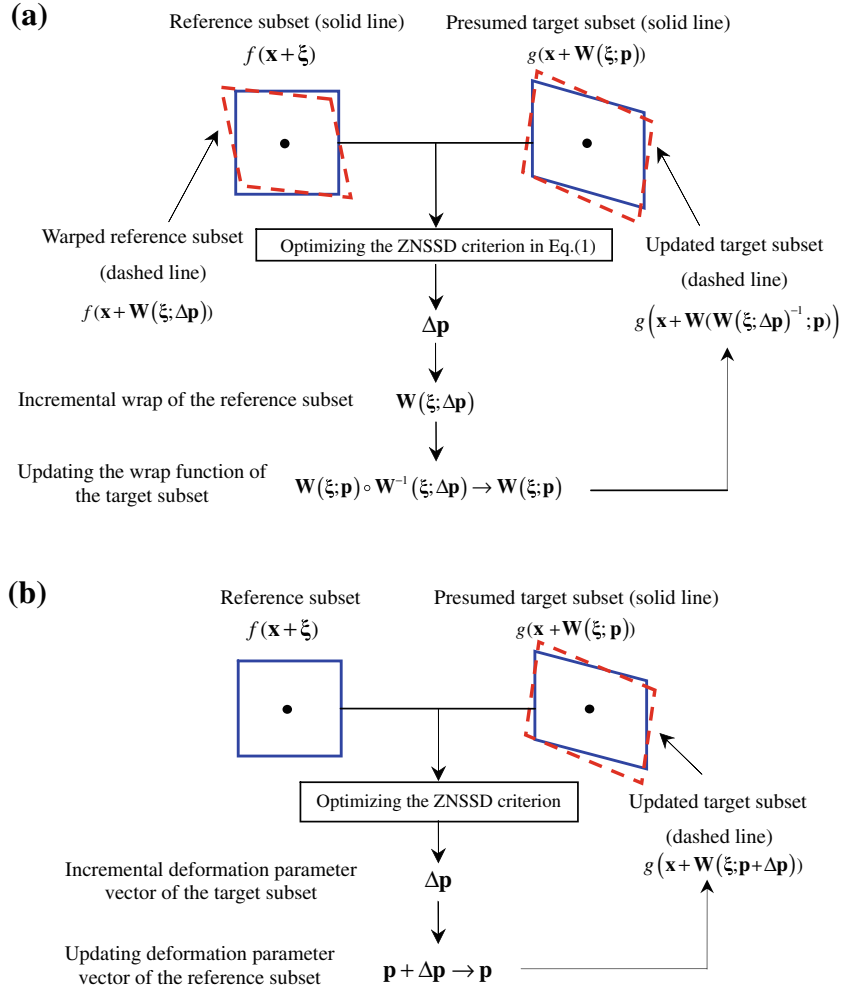 (a)
Reference subset (solid line)
f(x+ξ)
Presumed target subset (solid line)
g(x+W(ξ;p))
Warped reference subset
(dashed line)
f(x+W(ξ;Δp))
Optimizing the ZNSSD criterion in Eq.(1)
Updated target subset
(dashed line)
g(x+W(W(ξ;Δp)⁻¹;p))
Δp
Incremental wrap of the reference subset
W(ξ;Δp)
Updating the wrap function of
the target subset
W(ξ;p)∘W⁻¹(ξ;Δp)→W(ξ;p)
(b)
Reference subset
f(x+ξ)
Presumed target subset (solid line)
g(x+W(ξ;p))
Optimizing the ZNSSD criterion
Updated target subset
(dashed line)
g(x+W(ξ;p+Δp))
Incremental deformation parameter
vector of the target subset
Δp
Updating deformation parameter
vector of the reference subset
p+Δp→p